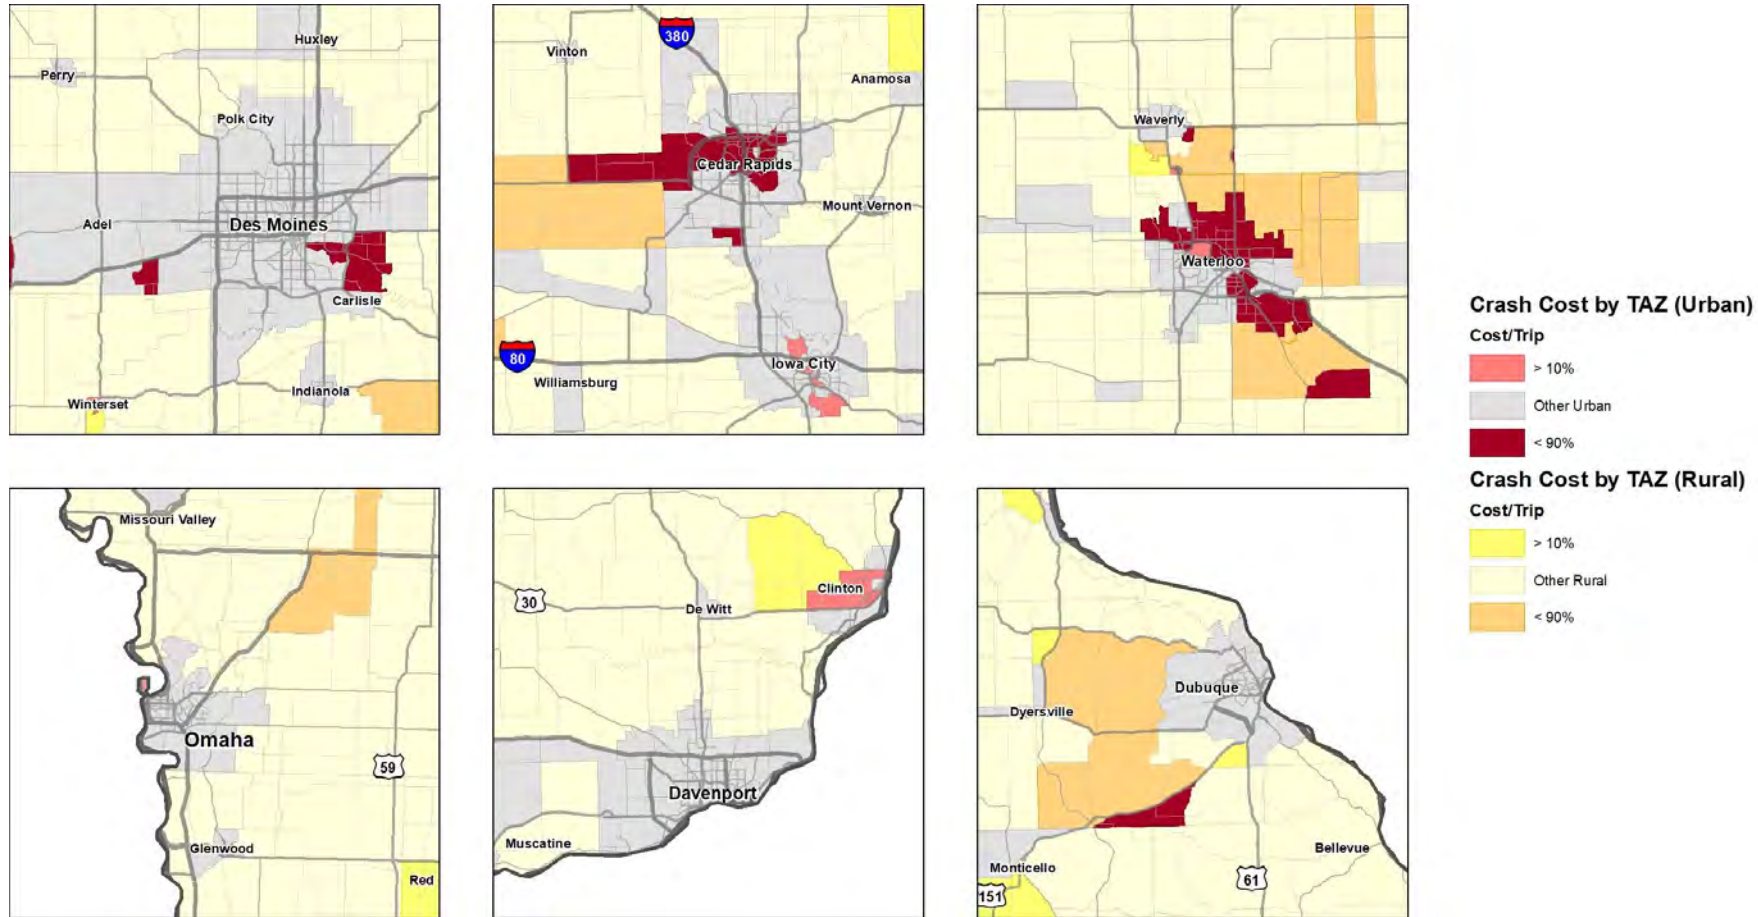 Huxley
Perry
Polk City
Adel
Des Moines
Carlisle
Indianola
Winterset
380
Vinton
Anamosa
Cedar Rapids
Mount Vernon
80
Iowa City
Williamsburg
Waverly
Waterloo
Missouri Valley
Omaha
59
Glenwood
Red
30
Clinton
De Witt
Davenport
Muscatine
Dubuque
Dyersville
Bellevue
Monticello
61
151
Crash Cost by TAZ (Urban)
Cost/Trip
> 10%
Other Urban
< 90%
Crash Cost by TAZ (Rural)
Cost/Trip
> 10%
Other Rural
< 90%